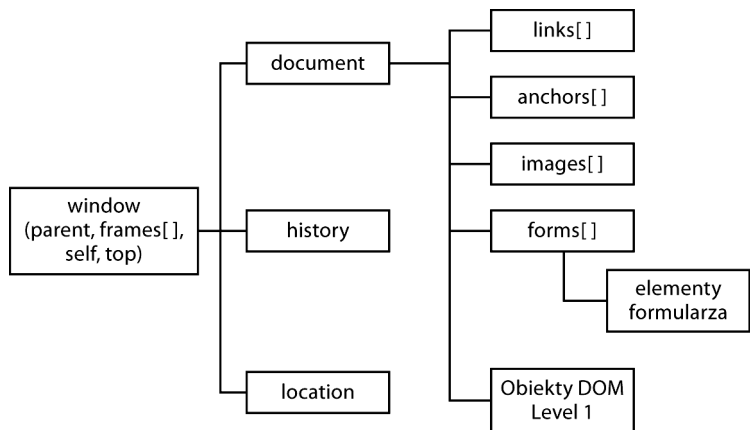 window
(parent, frames[ ],
self, top)
document
history
location
links[ ]
anchors[ ]
images[ ]
forms[ ]
elementy
formularza
Obiekty DOM
Level 1